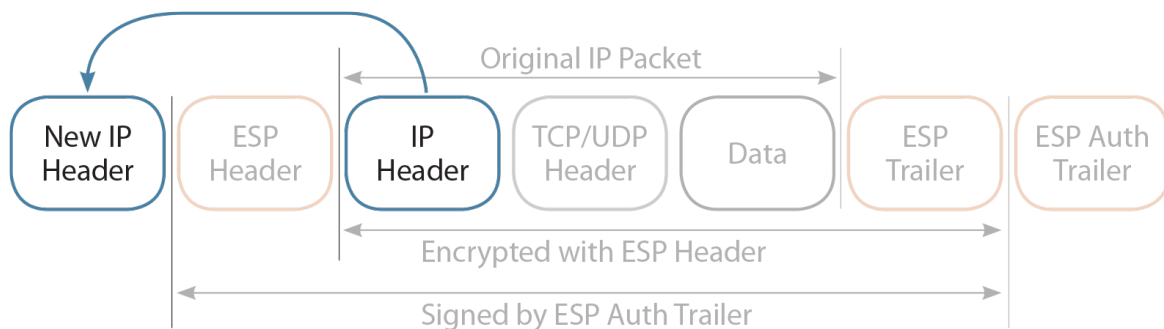 Original IP Packet
New IP
Header
ESP
Header
IP
Header
TCP/UDP
Header
Data
ESP
Trailer
ESP Auth
Trailer
Encrypted with ESP Header
Signed by ESP Auth Trailer